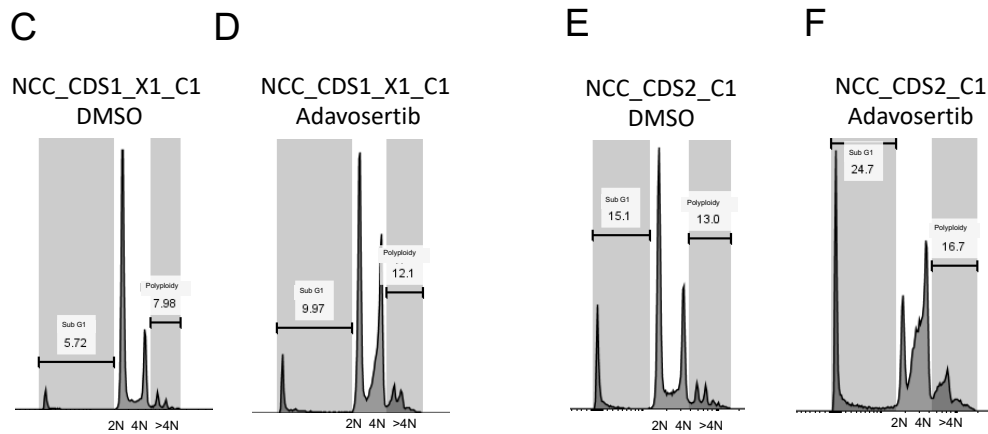 C
NCC_CDS1_X1_C1
DMSO
Sub G1
5.72
Polyploidy
7.98
2N 4N >4N
D
NCC_CDS1_X1_C1
Adavosertib
Sub G1
9.97
Polyploidy
12.1
2N 4N >4N
E
NCC_CDS2_C1
DMSO
Sub G1
15.1
Polyploidy
13.0
2N 4N >4N
F
NCC_CDS2_C1
Adavosertib
Sub G1
24.7
Polyploidy
16.7
2N 4N >4N